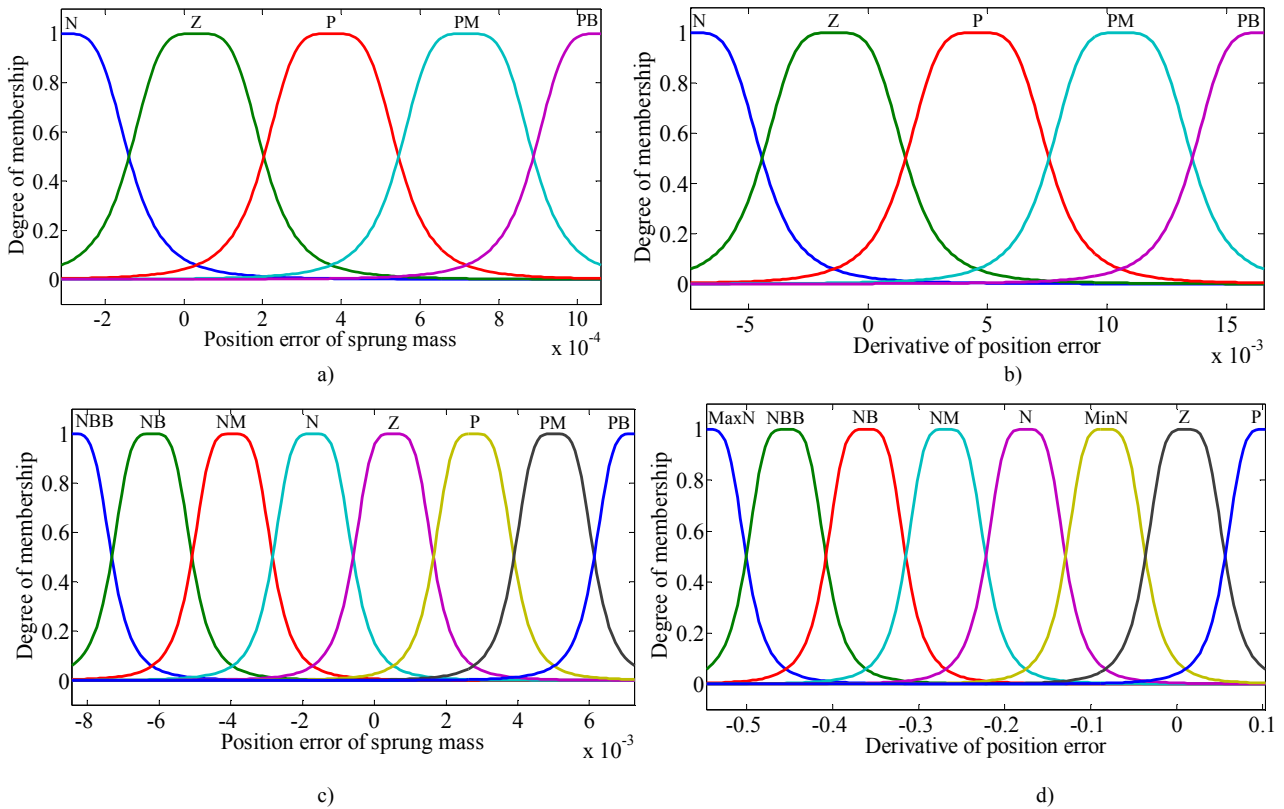 N Z P PM PB
1
0.8
0.6
0.4
0.2
0
Degree of membership
-2 0 2 4 6 8 10
Position error of sprung mass
x 10-4
a)
N Z P PM PB
1
0.8
0.6
0.4
0.2
0
Degree of membership
-5 0 5 10 15
Derivative of position error
x 10-3
b)
NBB NB NM N Z P PM PB
1
0.8
0.6
0.4
0.2
0
Degree of membership
-8 -6 -4 -2 0 2 4 6
Position error of sprung mass
x 10-3
c)
MaxN NBB NB NM N MinN Z P
1
0.8
0.6
0.4
0.2
0
Degree of membership
-0.5 -0.4 -0.3 -0.2 -0.1 0 0.1
Derivative of position error
d)